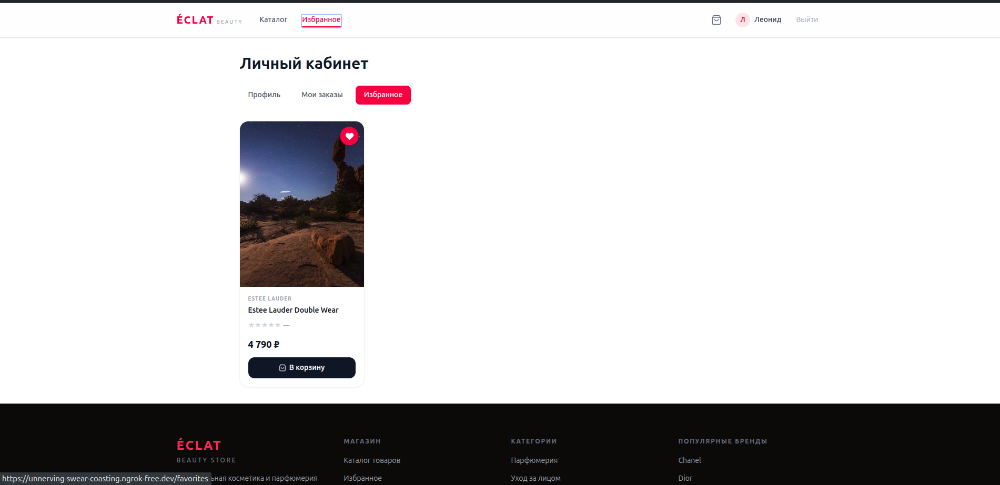 ÉCLAT BEAUTY Каталог Избранное Л Леонид Выйти
Личный кабинет
Профиль Мои заказы Избранное
ESTEE LAUDER
Estee Lauder Double Wear
★★★★★ —
4 790 ₽
В корзину
ÉCLAT МАГАЗИН КАТЕГОРИИ ПОПУЛЯРНЫЕ БРЕНДЫ
BEAUTY STORE Каталог товаров Парфюмерия Chanel
ьная косметика и парфюмерия Избранное Уход за лицом Dior
https://unnerving-swear-coasting.ngrok-free.dev/favorites